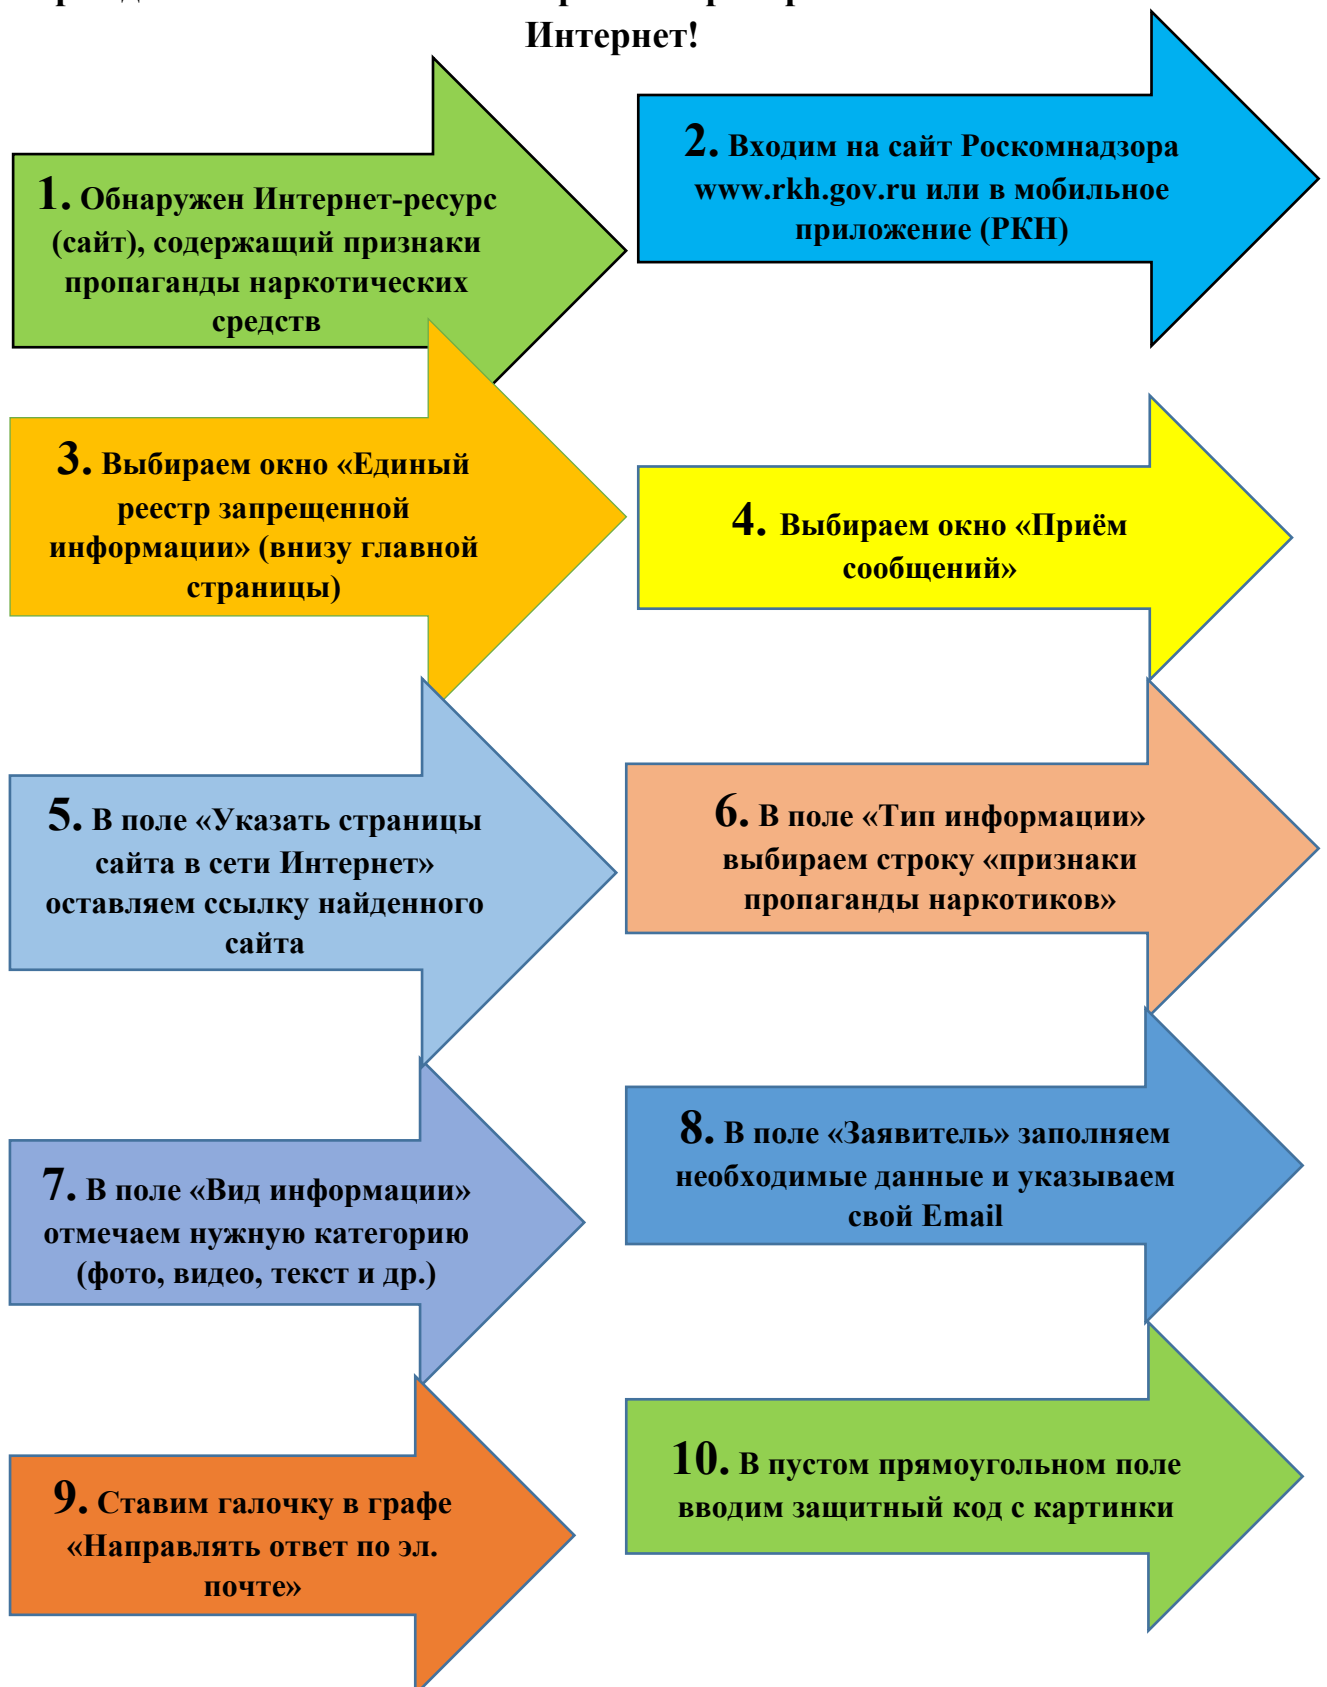 Интернет!
1. Обнаружен Интернет-ресурс
(сайт), содержащий признаки
пропаганды наркотических
средств
2. Входим на сайт Роскомнадзора
www.rkh.gov.ru или в мобильное
приложение (РКН)
3. Выбираем окно «Единый
реестр запрещенной
информации» (внизу главной
страницы)
4. Выбираем окно «Приём
сообщений»
5. В поле «Указать страницы
сайта в сети Интернет»
оставляем ссылку найденного
сайта
6. В поле «Тип информации»
выбираем строку «признаки
пропаганды наркотиков»
7. В поле «Вид информации»
отмечаем нужную категорию
(фото, видео, текст и др.)
8. В поле «Заявитель» заполняем
необходимые данные и указываем
свой Email
9. Ставим галочку в графе
«Направлять ответ по эл.
почте»
10. В пустом прямоугольном поле
вводим защитный код с картинки